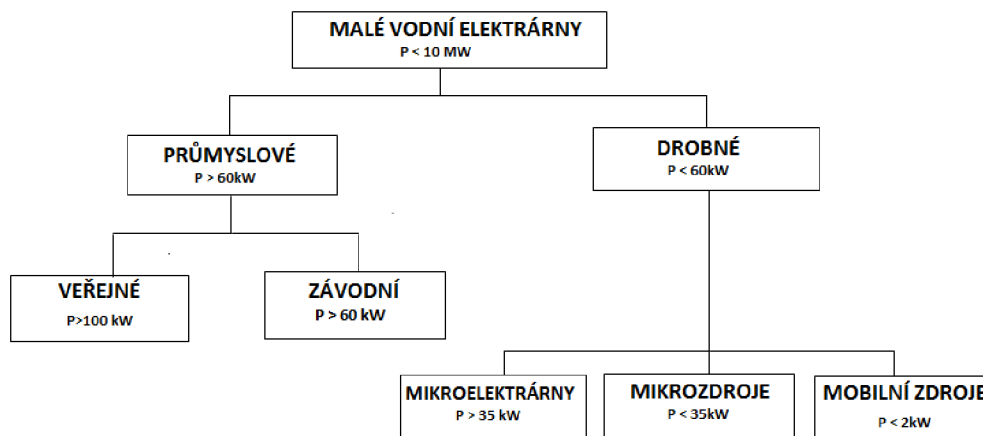 MALÉ VODNÍ ELEKTRÁRNY
P < 10 MW
PRŮMYSLOVÉ
P > 60kW
DROBNÉ
P < 60kW
VEŘEJNÉ
P>100 kW
ZÁVODNÍ
P > 60 kW
MIKROELEKTRÁRNY
P > 35 kW
MIKROZDROJE
P < 35kW
MOBILNÍ ZDROJE
P < 2kW